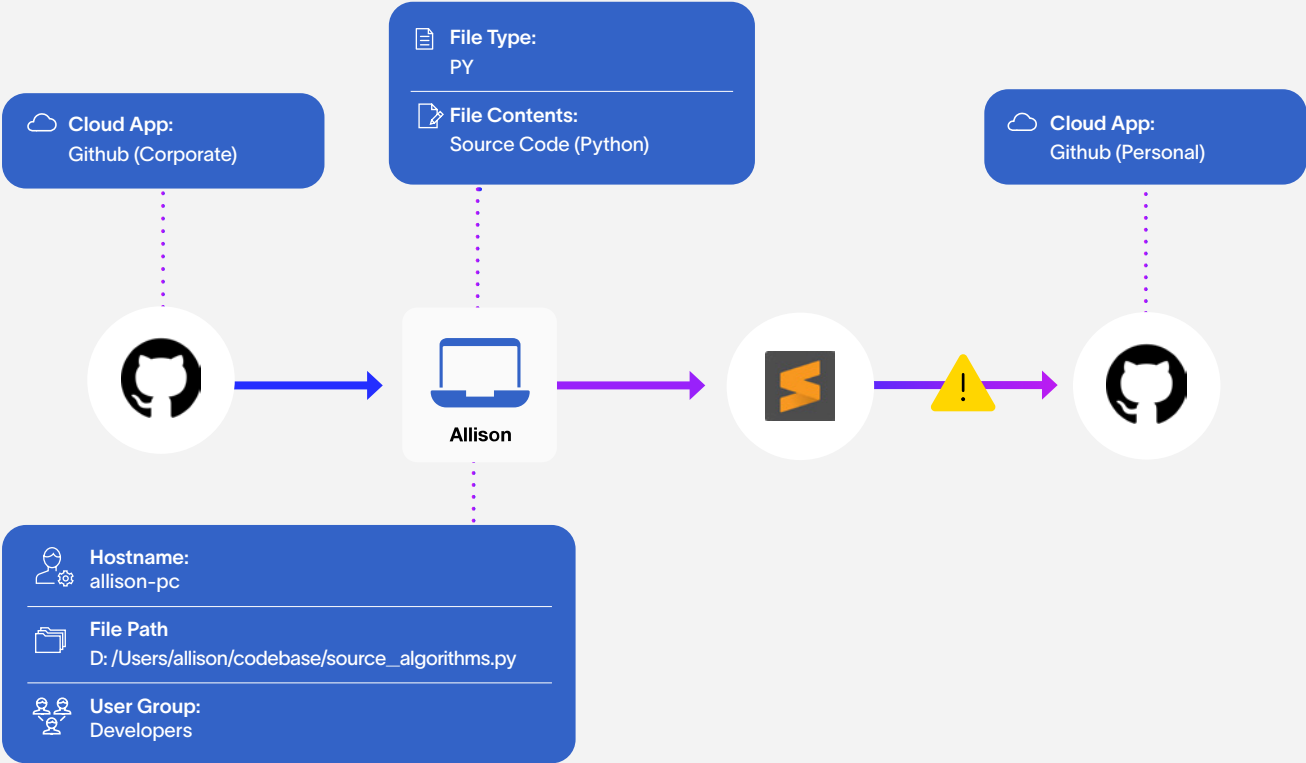 Cloud App:
Github (Corporate)
File Type:
PY
File Contents:
Source Code (Python)
Cloud App:
Github (Personal)
Allison
Hostname:
allison-pc
File Path
D: /Users/allison/codebase/source_algorithms.py
User Group:
Developers